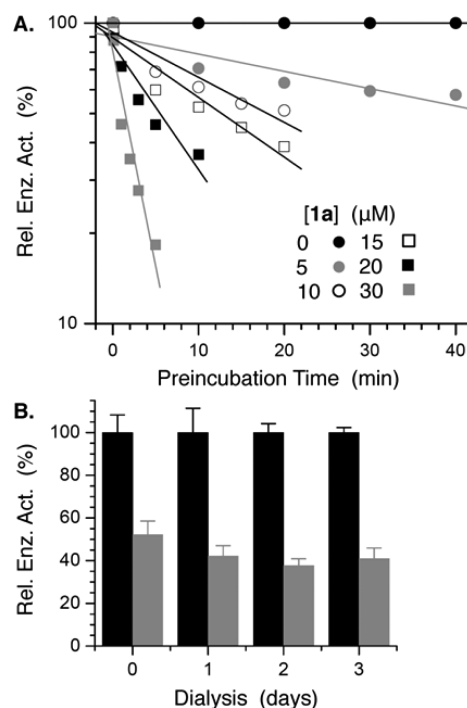 A.
100
10
Rel. Enz. Act. (%)
[1a] (µM)
0 15
5 20
10 30
0 10 20 30 40
Preincubation Time (min)
B.
100
80
60
40
20
0
Rel. Enz. Act. (%)
0 1 2 3
Dialysis (days)